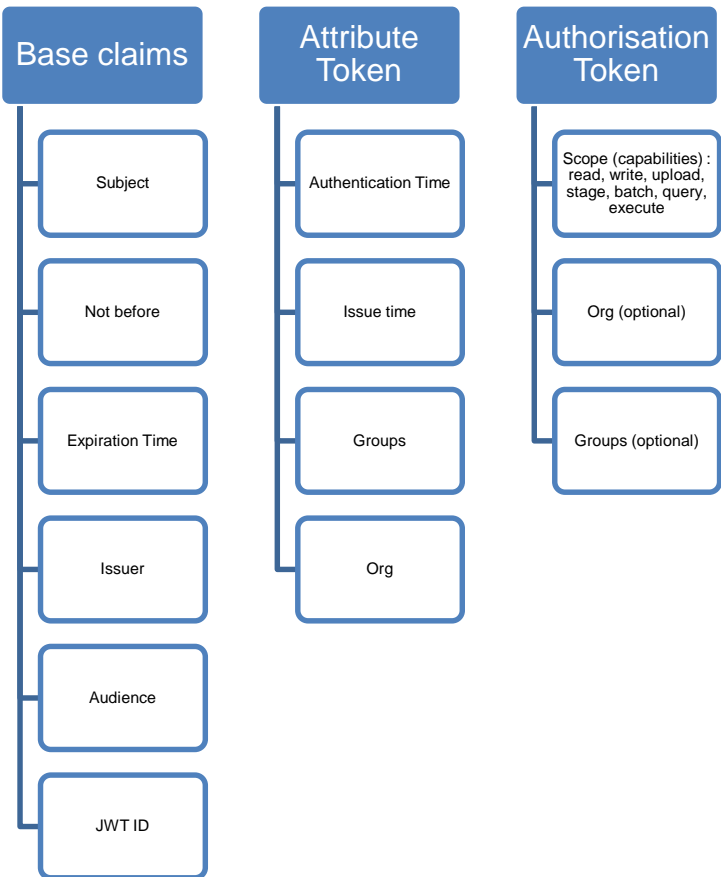 Base claims
Subject
Not before
Expiration Time
Issuer
Audience
JWT ID
Attribute
Token
Authentication Time
Issue time
Groups
Org
Authorisation
Token
Scope (capabilities) :
read, write, upload,
stage, batch, query,
execute
Org (optional)
Groups (optional)